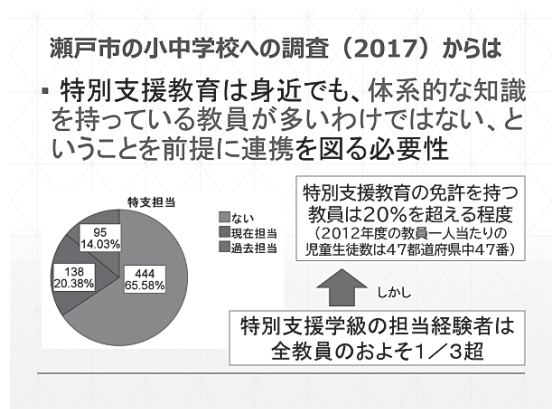 瀬戸市の小中学校への調査（2017）からは
▪ 特別支援教育は身近でも、体系的な知識
を持っている教員が多いわけではない、と
いうことを前提に連携を図る必要性
特支担当
95
14.03%
138
20.38%
444
65.58%
ない
現在担当
過去担当
特別支援教育の免許を持つ
教員は20％を超える程度
（2012年度の教員一人当たりの
児童生徒数は47都道府県中47番）
しかし
特別支援学級の担当経験者は
全教員のおよそ1／3超